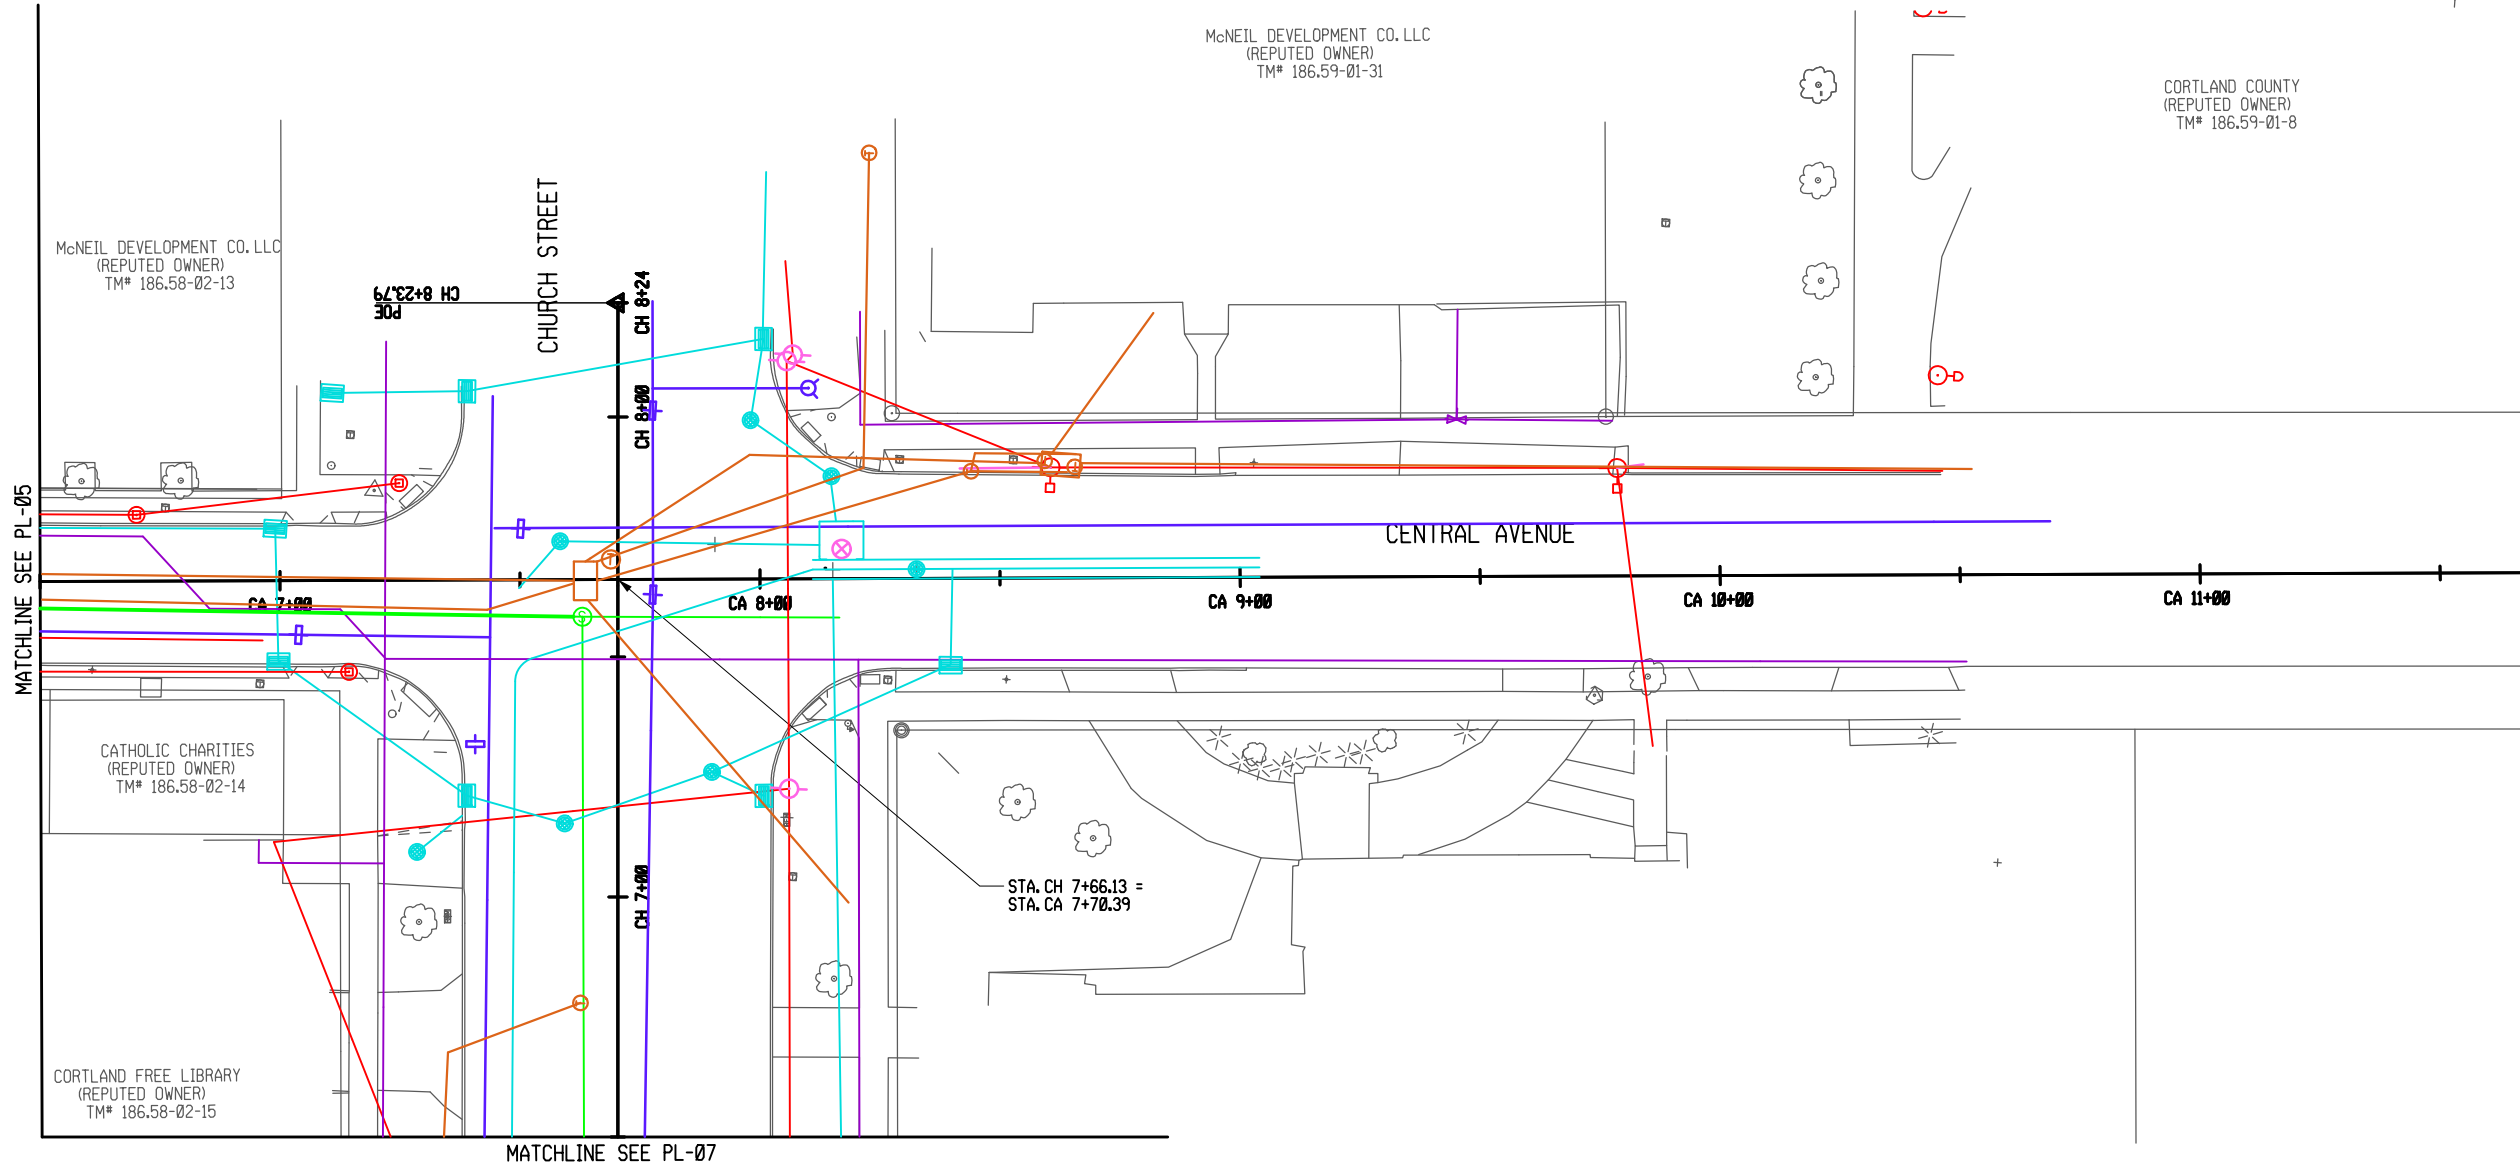 McNEIL DEVELOPMENT CO. LLC
(REPUTED OWNER)
TM# 186.59-01-31
CORTLAND COUNTY
(REPUTED OWNER)
TM# 186.59-01-8
McNEIL DEVELOPMENT CO. LLC
(REPUTED OWNER)
TM# 186.58-02-13
CH 8+23.79
POE
CHURCH STREET
CH 8+24
CH 8+00
CENTRAL AVENUE
MATCHLINE SEE PL-05
CA 7+00
CA 8+00
CA 9+00
CA 10+00
CA 11+00
CATHOLIC CHARITIES
(REPUTED OWNER)
TM# 186.58-02-14
CH 7+00
STA. CH 7+66.13 =
STA. CA 7+70.39
CORTLAND FREE LIBRARY
(REPUTED OWNER)
TM# 186.58-02-15
MATCHLINE SEE PL-07